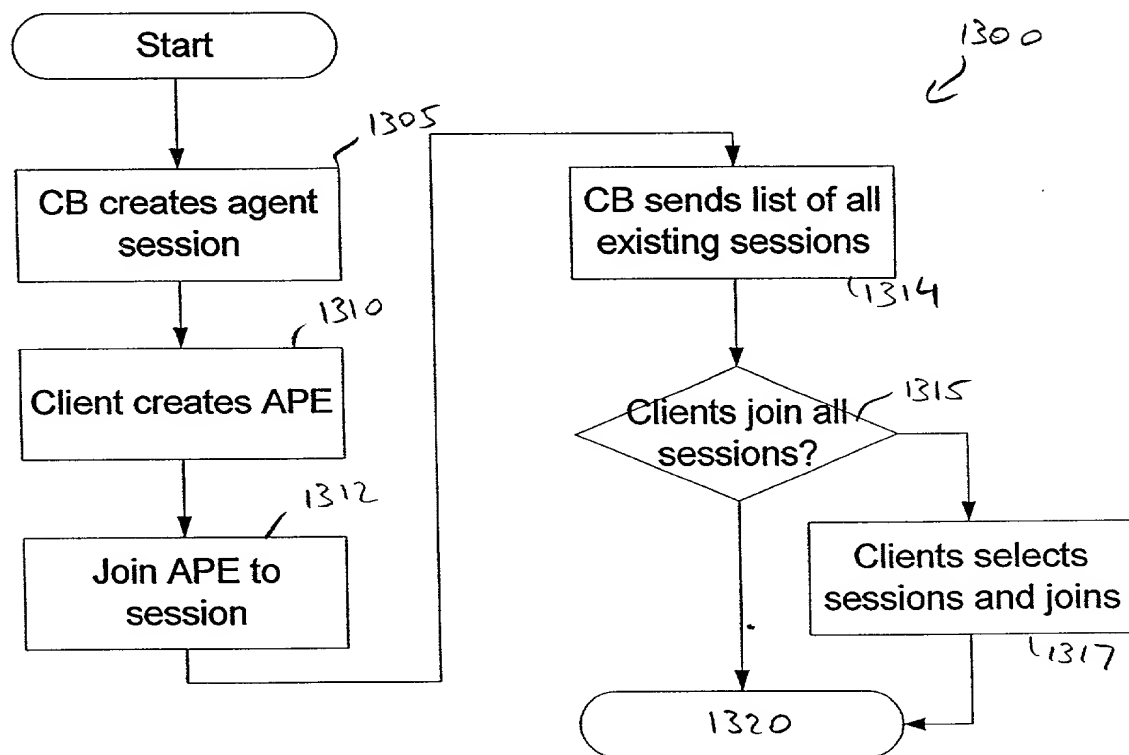 Start
1300
1305
CB creates agent
session
1310
Client creates APE
1312
Join APE to
session
CB sends list of all
existing sessions
1314
Clients join all
sessions?
1315
Clients selects
sessions and joins
1317
1320